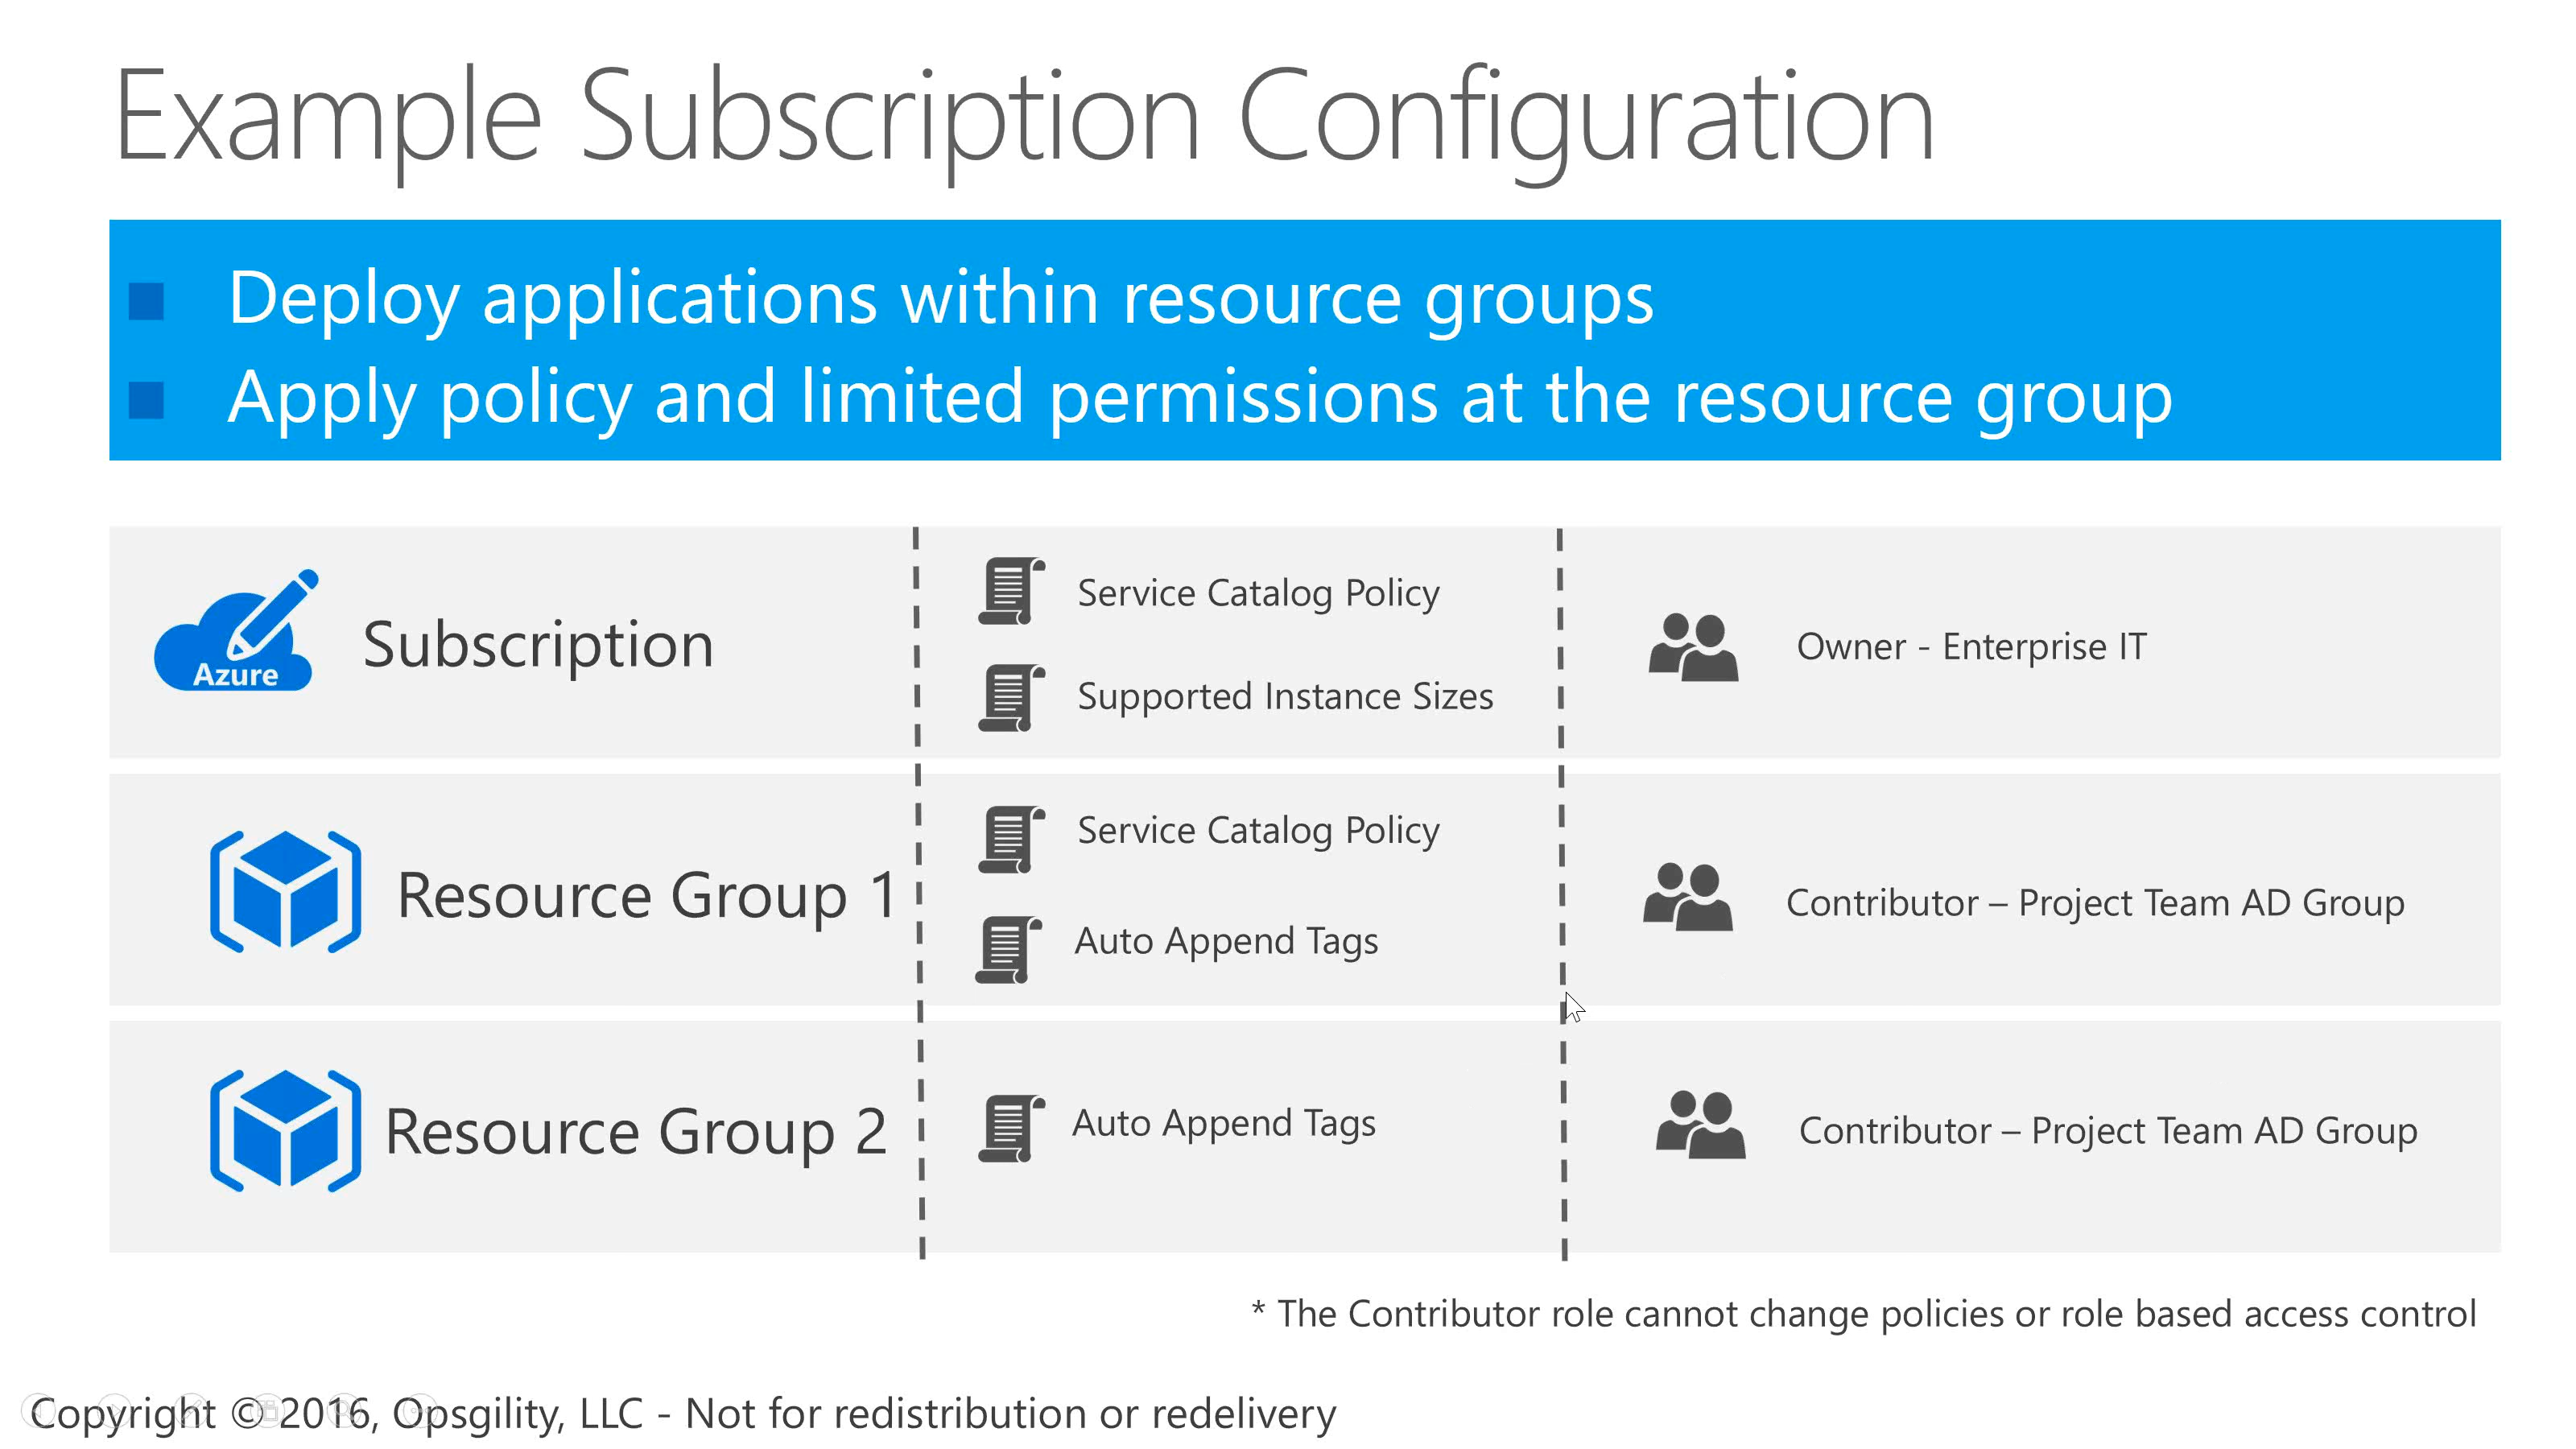 Example Subscription Configuration
Deploy applications within resource groups
Apply policy and limited permissions at the resource group
Azure
Subscription
Service Catalog Policy
Supported Instance Sizes
Owner - Enterprise IT
Resource Group 1
Service Catalog Policy
Auto Append Tags
Contributor – Project Team AD Group
Resource Group 2
Auto Append Tags
Contributor – Project Team AD Group
* The Contributor role cannot change policies or role based access control
Copyright © 2016, Opsgility, LLC - Not for redistribution or redelivery